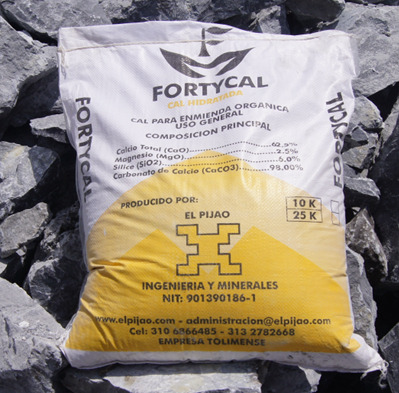 FORTYCAL
CAL HIDRATADA
CAL PARA ENMIENDA ORGANICA
USO GENERAL
COMPOSICION PRINCIPAL
Calcio Total (CaO) 62,9%
Magnesio (MgO) 2.5%
Silice (SiO2) 6,0%
Carbonato de Calcio (CaCO3) 98,00%
FORTYCAL
FORTYCAL
PRODUCIDO POR:
10 K
25 K
EL PIJAO
INGENIERIA Y MINERALES
NIT: 901390186-1
www.elpijao.com - administracion@elpijao.com
Cel: 310 6866485 - 313 2782668
EMPRESA TOLIMENSE